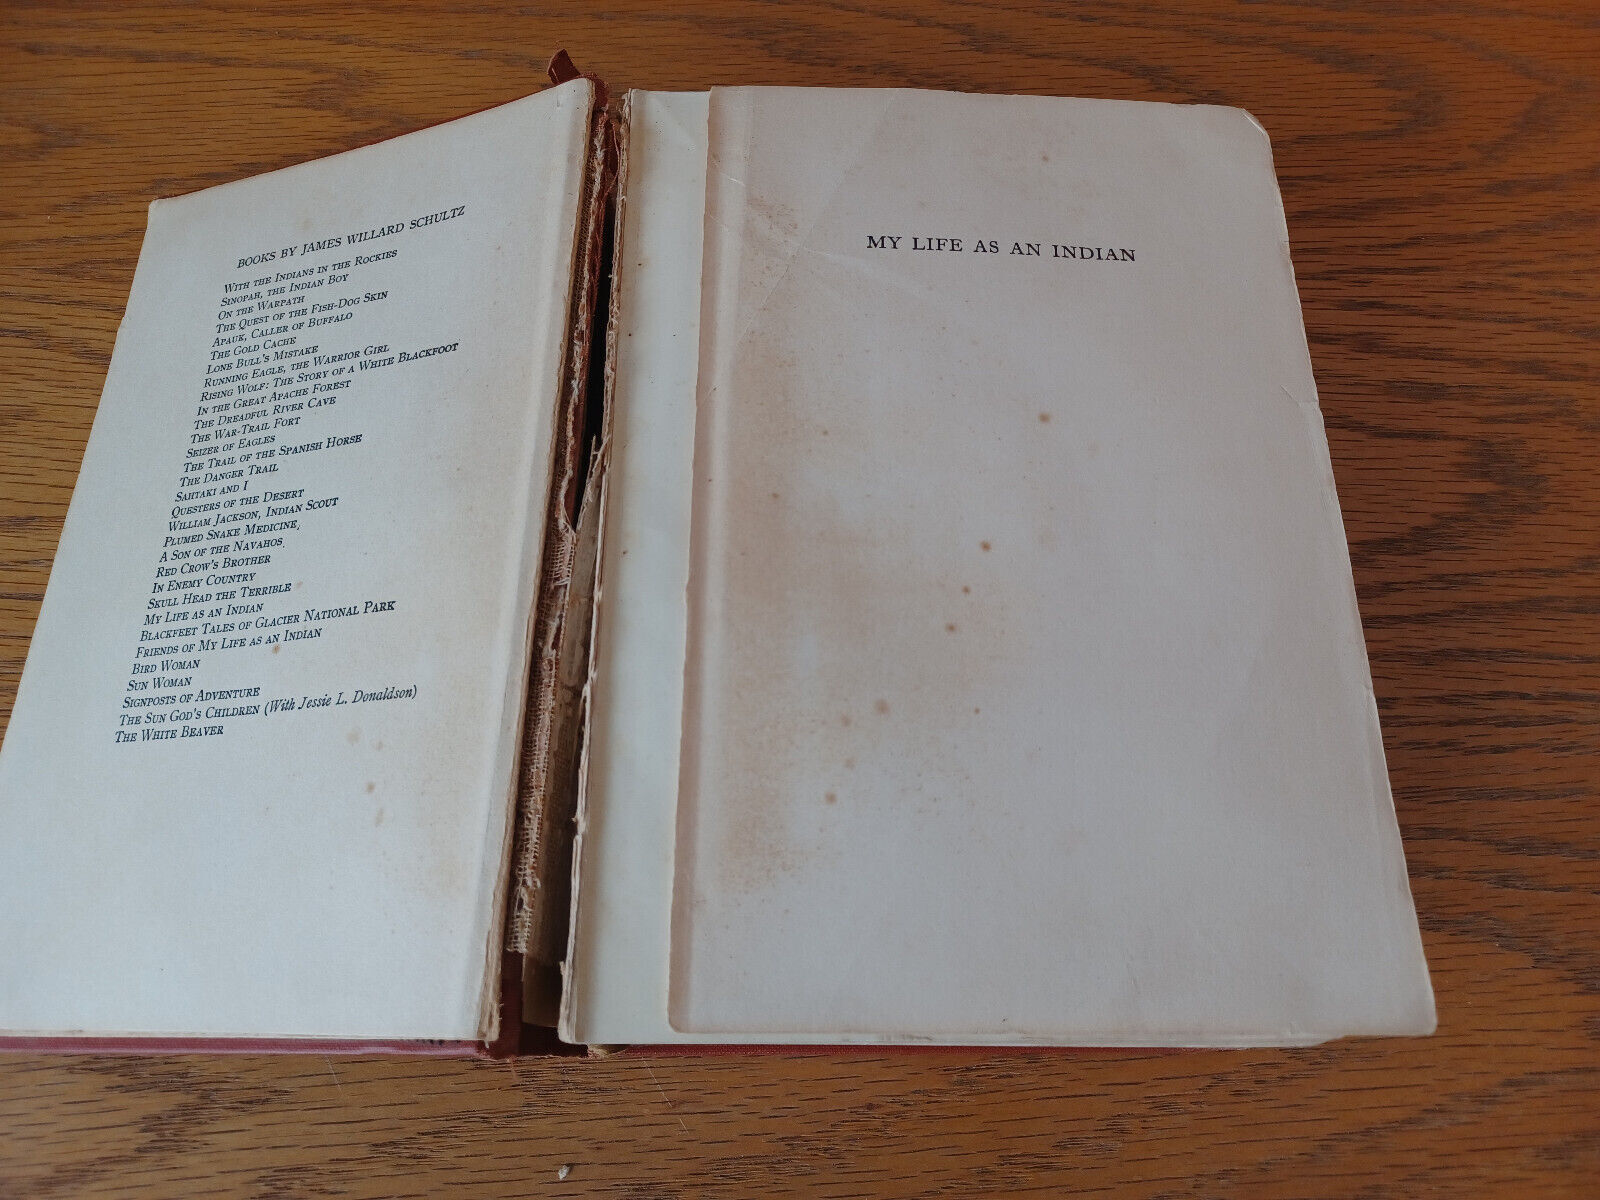 BOOKS BY JAMES WILLARD SCHULTZ
WITH THE INDIANS IN THE ROCKIES
SINOPAH, THE INDIAN BOY
ON THE WARPATH
THE QUEST OF THE FISH-DOG SKIN
APAUK, CALLER OF BUFFALO
THE GOLD CACHE
LONE BULL'S MISTAKE
RUNNING EAGLE, THE WARRIOR GIRL
RISING WOLF: THE STORY OF A WHITE BLACKFOOT
IN THE GREAT APACHE FOREST
THE DREADFUL RIVER CAVE
THE WAR-TRAIL FORT
SEIZER OF EAGLES
THE TRAIL OF THE SPANISH HORSE
THE DANGER TRAIL
SAHTAKI AND I
QUESTERS OF THE DESERT
WILLIAM JACKSON, INDIAN SCOUT
PLUMED SNAKE MEDICINE,
A SON OF THE NAVAHOS
RED CROW'S BROTHER
IN ENEMY COUNTRY
SKULL HEAD THE TERRIBLE
MY LIFE AS AN INDIAN
BLACKFEET TALES OF GLACIER NATIONAL PARK
FRIENDS OF MY LIFE AS AN INDIAN
BIRD WOMAN
SUN WOMAN
SIGNPOSTS OF ADVENTURE
THE SUN GOD'S CHILDREN (With Jessie L. Donaldson)
THE WHITE BEAVER
MY LIFE AS AN INDIAN